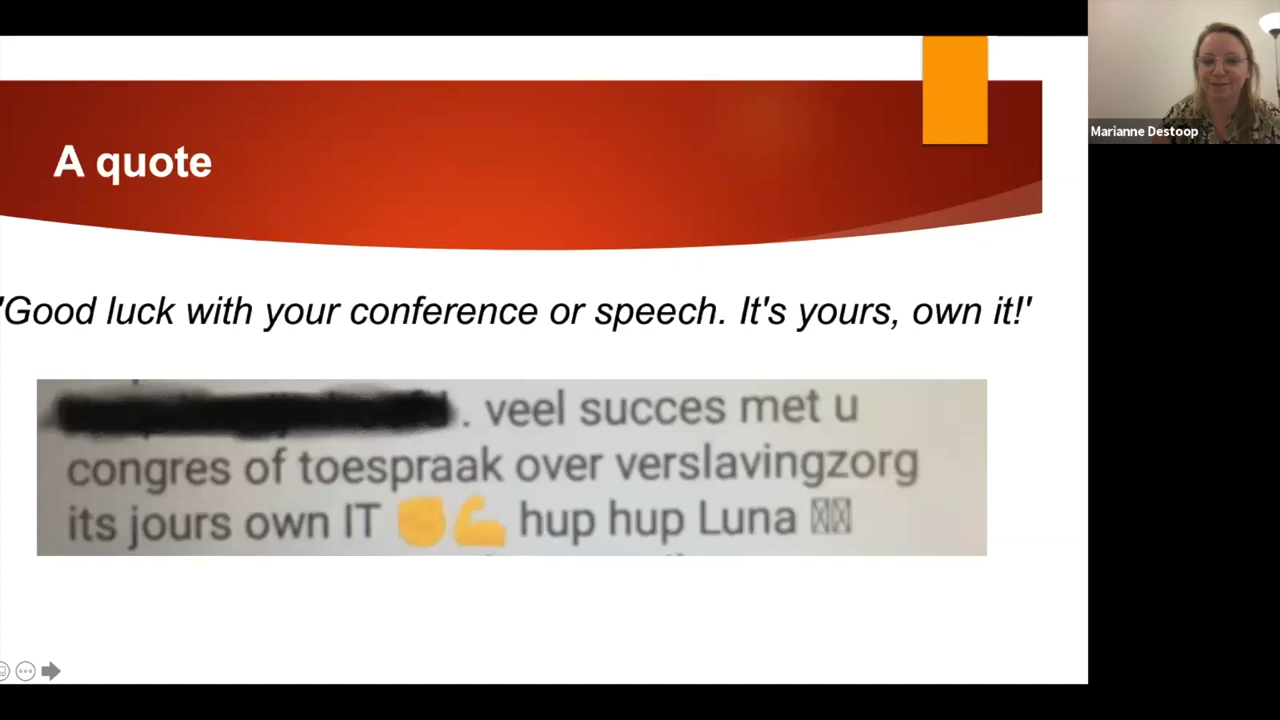 A quote
Marianne Destoop
'Good luck with your conference or speech. It's yours, own it!'
. veel succes met u
congres of toespraak over verslavingzorg
its jours own IT ✊💪 hup hup Luna